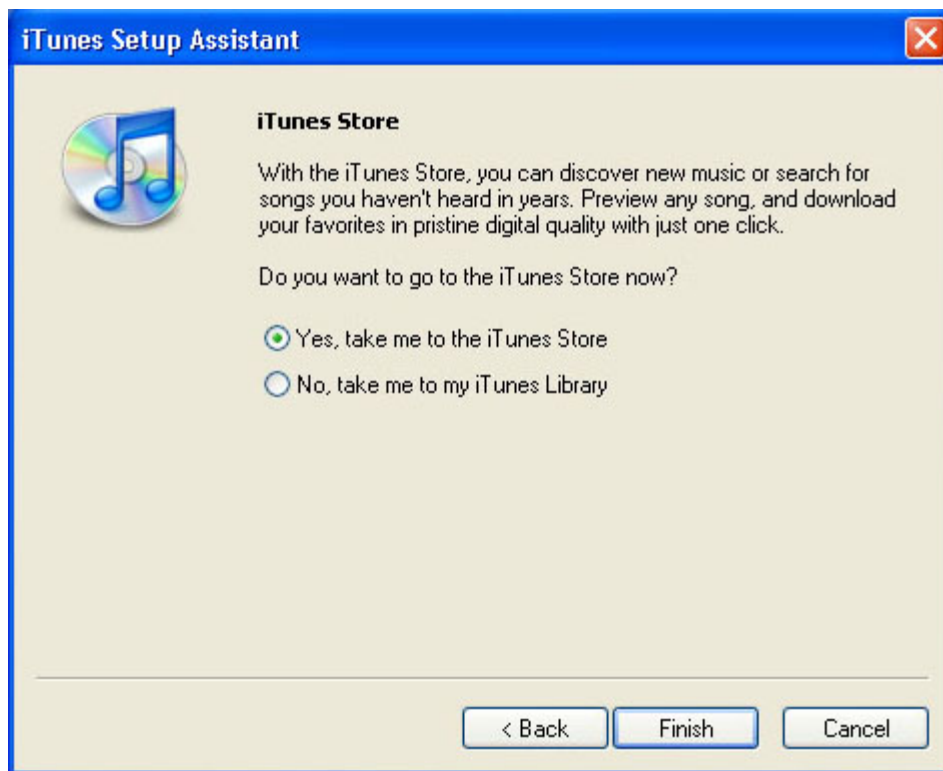 iTunes Setup Assistant
iTunes Store
With the iTunes Store, you can discover new music or search for
songs you haven't heard in years. Preview any song, and download
your favorites in pristine digital quality with just one click.
Do you want to go to the iTunes Store now?
Yes, take me to the iTunes Store
No, take me to my iTunes Library
< Back
Finish
Cancel